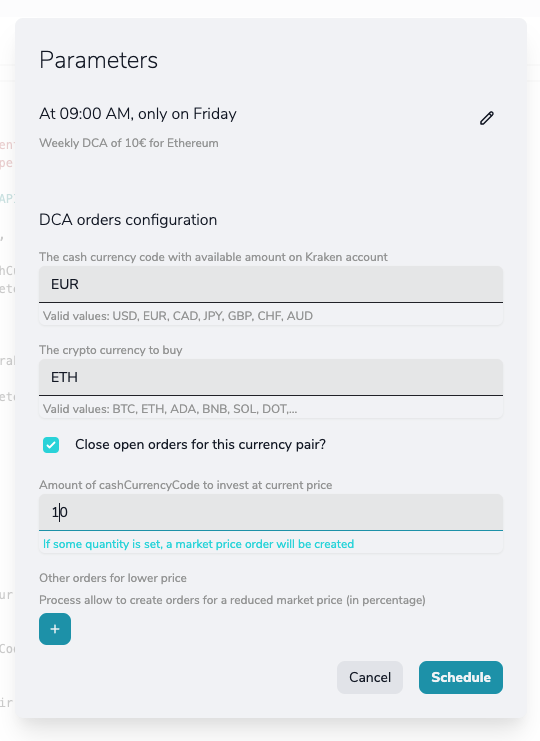 Parameters
At 09:00 AM, only on Friday
Weekly DCA of 10€ for Ethereum
DCA orders configuration
The cash currency code with available amount on Kraken account
EUR
Valid values: USD, EUR, CAD, JPY, GBP, CHF, AUD
The crypto currency to buy
ETH
Valid values: BTC, ETH, ADA, BNB, SOL, DOT,...
Close open orders for this currency pair?
Amount of cashCurrencyCode to invest at current price
10
If some quantity is set, a market price order will be created
Other orders for lower price
Process allow to create orders for a reduced market price (in percentage)
+
Cancel Schedule